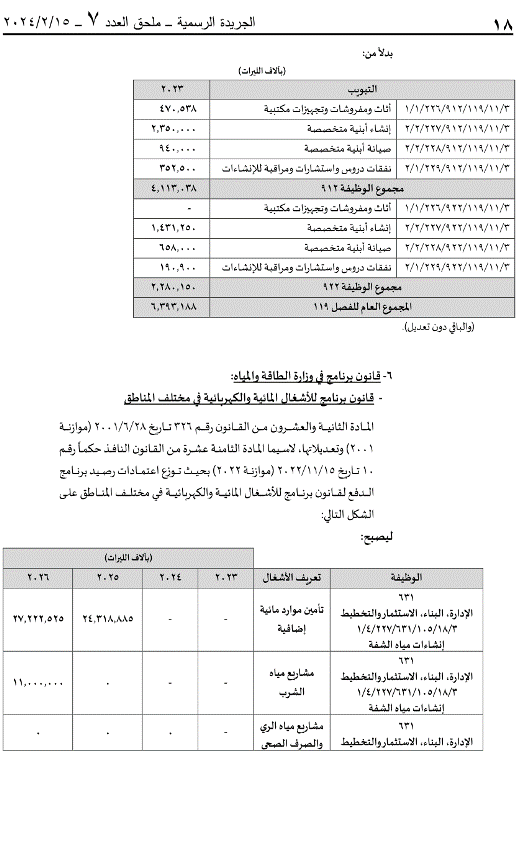 ١٨ الجريدة الرسمية – ملحق العدد ٧ – ٢٠٢٤/٢/١٥
بدلاً من:
(بآلاف الليرات)
التبويب ٢٠٢٣
١/١/٢٢٦/٩١٢/١١٩/١١/٣ أثاث ومفروشات وتجهيزات مكتبية ٤٧٠,٥٣٨
٢/٢/٢٢٧/٩١٢/١١٩/١١/٣ إنشاء أبنية متخصصة ٢,٣٥٠,٠٠٠
٢/٢/٢٢٨/٩١٢/١١٩/١١/٣ صيانة أبنية متخصصة ٩٤٠,٠٠٠
٢/١/٢٢٩/٩١٢/١١٩/١١/٣ نفقات دروس واستشارات ومراقبة للإنشاءات ٣٥٢,٥٠٠
مجموع الوظيفة ٩١٢ ٤,١١٣,٠٣٨
١/١/٢٢٦/٩٢٢/١١٩/١١/٣ أثاث ومفروشات وتجهيزات مكتبية -
٢/٢/٢٢٧/٩٢٢/١١٩/١١/٣ إنشاء أبنية متخصصة ١,٤٣١,٢٥٠
٢/٢/٢٢٨/٩٢٢/١١٩/١١/٣ صيانة أبنية متخصصة ٦٥٨,٠٠٠
٢/١/٢٢٩/٩٢٢/١١٩/١١/٣ نفقات دروس واستشارات ومراقبة للإنشاءات ١٩٠,٩٠٠
مجموع الوظيفة ٩٢٢ ٢,٢٨٠,١٥٠
المجموع العام للفصل ١١٩ ٦,٣٩٣,١٨٨
(والباقي دون تعديل).
٦- قانون برنامج في وزارة الطاقة والمياه:
- قانون برنامج للأشغال المائية والكهربائية في مختلف المناطق
المادة الثانية والعشرون من القانون رقم ٣٢٦ تاريخ ٢٠٠١/٦/٢٨ (موازنة
٢٠٠١) وتعديلاتها، لاسيما المادة الثامنة عشرة من القانون النافذ حكماً رقم
١٠ تاريخ ٢٠٢٢/١١/١٥ (موازنة ٢٠٢٢) بحيث توزع اعتمادات رصيد برنامج
الدفع لقانون برنامج للأشغال المائية والكهربائية في مختلف المناطق على
الشكل التالي:
ليصبح:
(بآلاف الليرات)
الوظيفة تعريف الأشغال ٢٠٢٣ ٢٠٢٤ ٢٠٢٥ ٢٠٢٦
٦٣١
الإدارة، البناء، الاستثمار والتخطيط
١/٤/٢٢٧/٦٣١/١٠٥/١٨/٣
إنشاءات مياه الشفة
تأمين موارد مائية
إضافية
- - ٢٤,٣١٨,٨٨٥ ٢٧,٢٢٢,٥٢٥
٦٣١
الإدارة، البناء، الاستثمار والتخطيط
١/٤/٢٢٧/٦٣١/١٠٥/١٨/٣
إنشاءات مياه الشفة
مشاريع مياه
الشرب
- - ٠ ١١,٠٠٠,٠٠٠
٦٣١
الإدارة، البناء، الاستثمار والتخطيط
مشاريع مياه الري
والصرف الصحي
- ٠ ٠ ٠